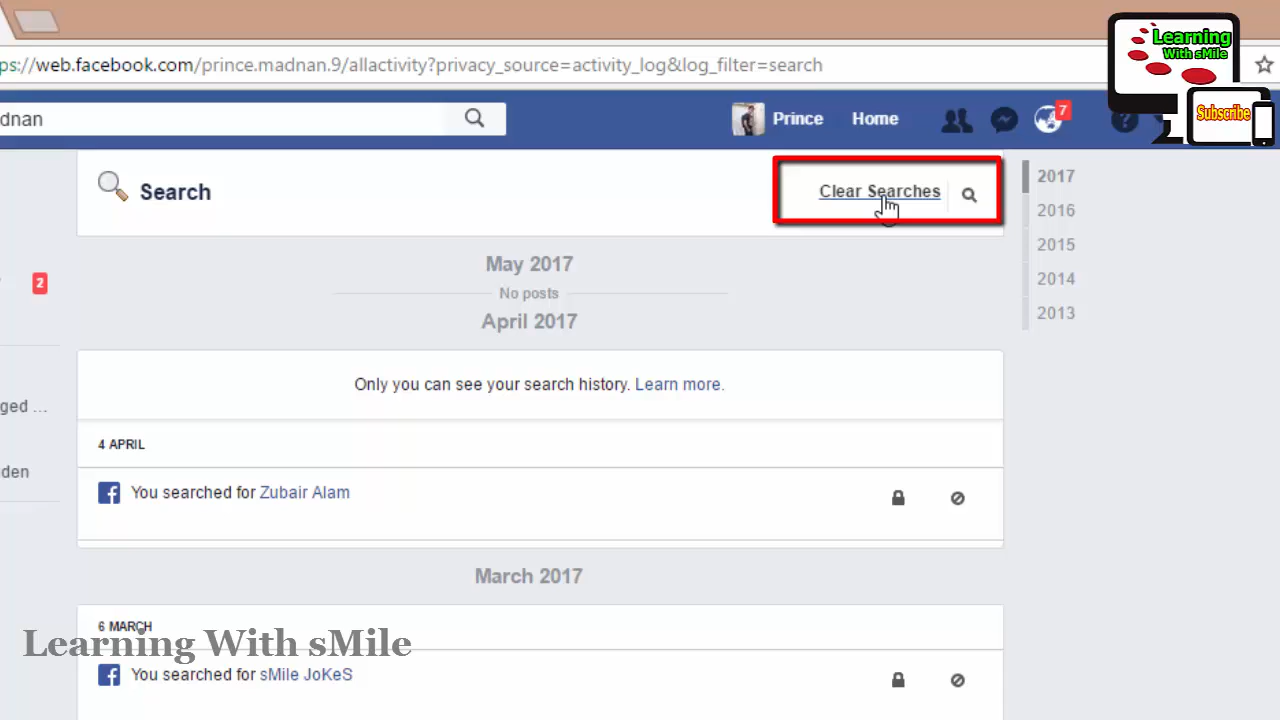 Learning
With sMile
ps://web.facebook.com/prince.madnan.9/allactivity?privacy_source=activity_log&log_filter=search
Subscribe
dnan
Prince
Home
7
?
Search
Clear Searches
2017
2016
2015
2014
2013
May 2017
No posts
2
April 2017
Only you can see your search history. Learn more.
ged ...
4 APRIL
den
You searched for Zubair Alam
March 2017
6 MARCH
Learning With sMile
You searched for sMile JoKeS